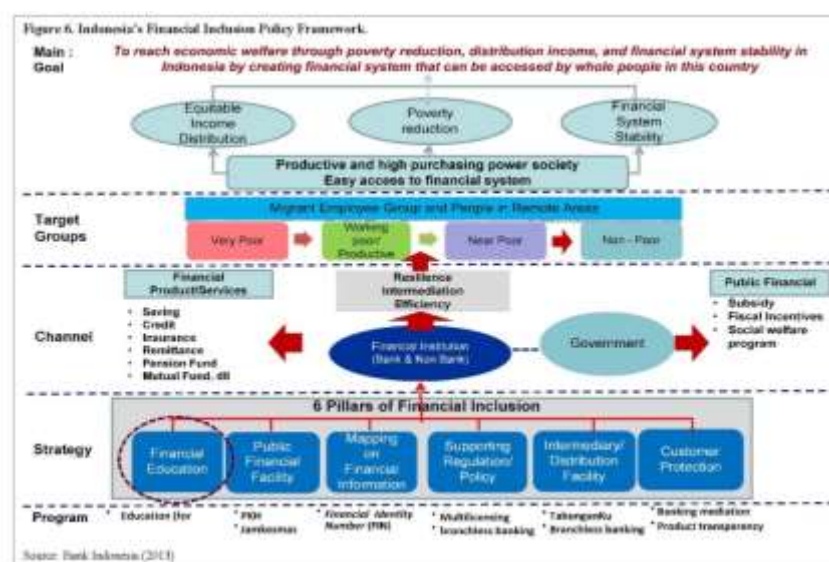 Figure 6. Indonesia's Financial Inclusion Policy Framework.
Main :
Goal
To reach economic welfare through poverty reduction, distribution income, and financial system stability in
Indonesia by creating financial system that can be accessed by whole people in this country
Equitable
Income
Distribution
Poverty
reduction
Financial
System
Stability
Productive and high purchasing power society
Easy access to financial system
Target
Groups
Migrant Employee Group and People in Remote Areas
Very Poor
Working
poor/
Productive
Near Poor
Non - Poor
Channel
Financial
Product/Services
• Saving
• Credit
• Insurance
• Remittance
• Pension Fund
• Mutual Fund, dll
Resilience
Intermediation
Efficiency
Financial Institution
(Bank & Non Bank)
Government
Public Financial
• Subsidy
• Fiscal Incentives
• Social welfare
program
Strategy
6 Pillars of Financial Inclusion
Financial
Education
Public
Financial
Facility
Mapping
on
Financial
Information
Supporting
Regulation/
Policy
Intermediary/
Distribution
Facility
Customer
Protection
Program
• Education for
• PKH
• Jamkesmas
• Financial Identity
Number (FIN)
• Multilicensing
• branchless banking
• TabunganKu
• Branchless banking
• Banking mediation
• Product transparency
Source: Bank Indonesia (2013)